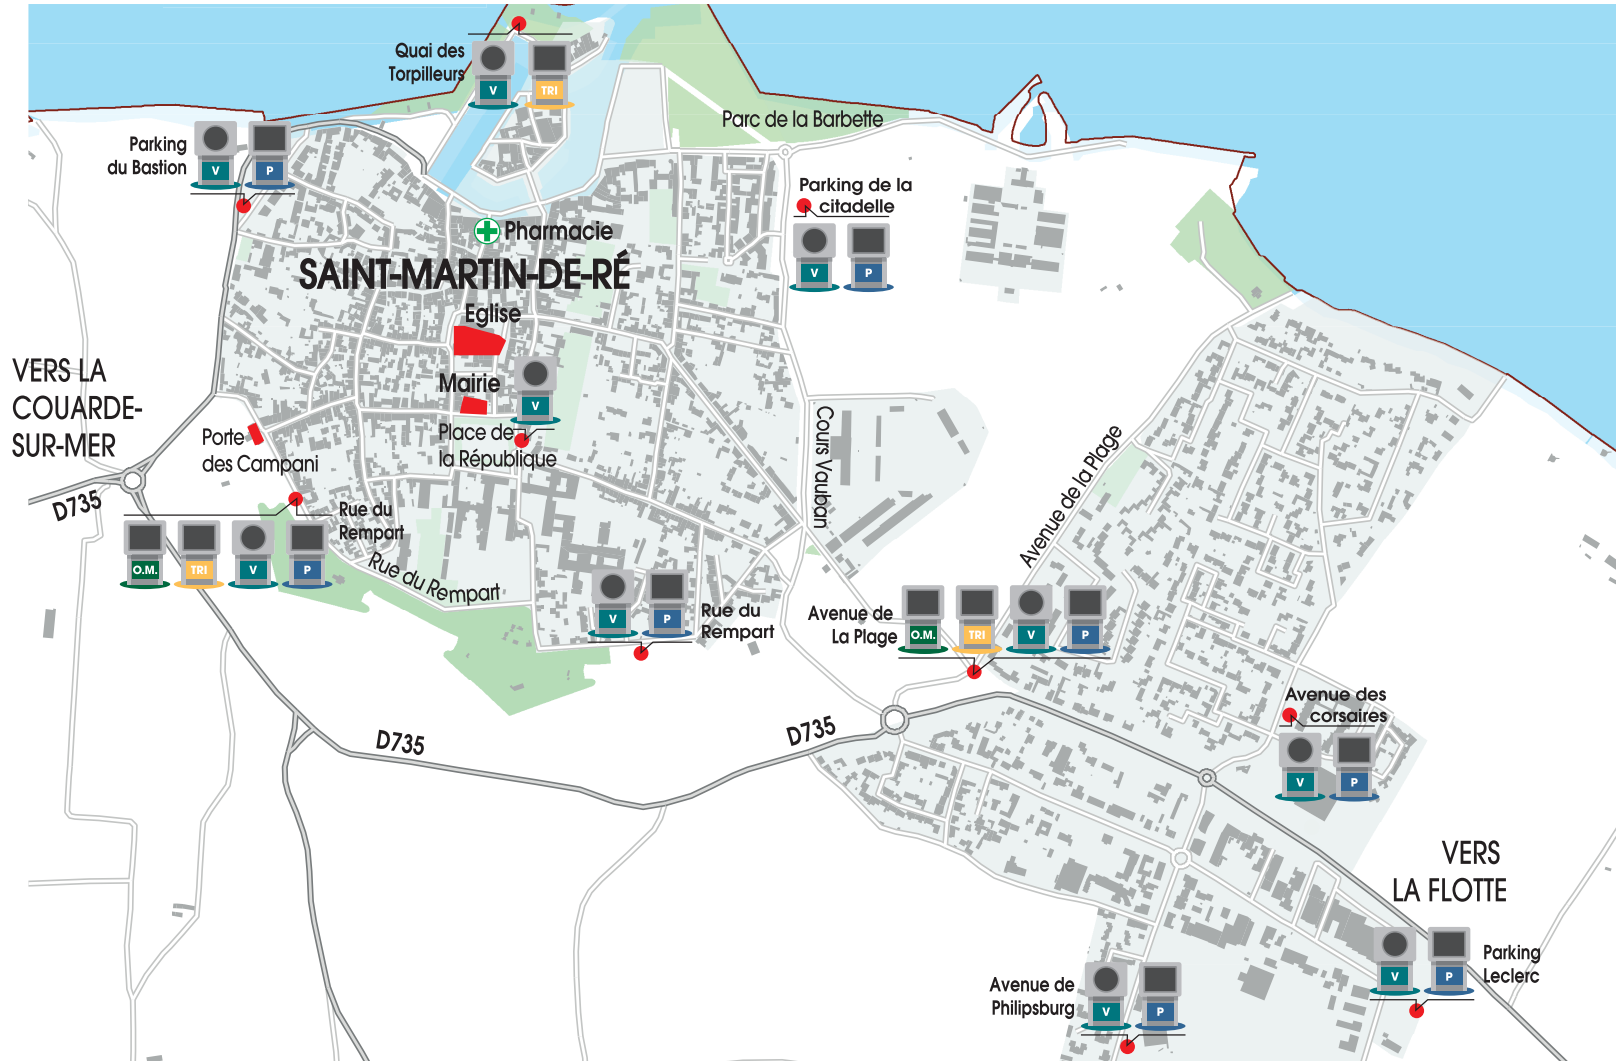 Quai des
Torpilleurs
V
TRI
Parking
du Bastion
V
P
Parc de la Barbette
Parking de la
citadelle
V
P
Pharmacie
SAINT-MARTIN-DE-RÉ
Eglise
Mairie
V
Place de
la République
VERS LA
COUARDE-
SUR-MER
Porte
des Campani
D735
Rue du
Rempart
O.M.
TRI
V
P
Rue du Rempart
Cours Vauban
Avenue de la Plage
V
P
Rue du
Rempart
Avenue de
La Plage
O.M.
TRI
V
P
D735
D735
Avenue des
corsaires
V
P
VERS
LA FLOTTE
Parking
Leclerc
V
P
Avenue de
Philipsburg
V
P